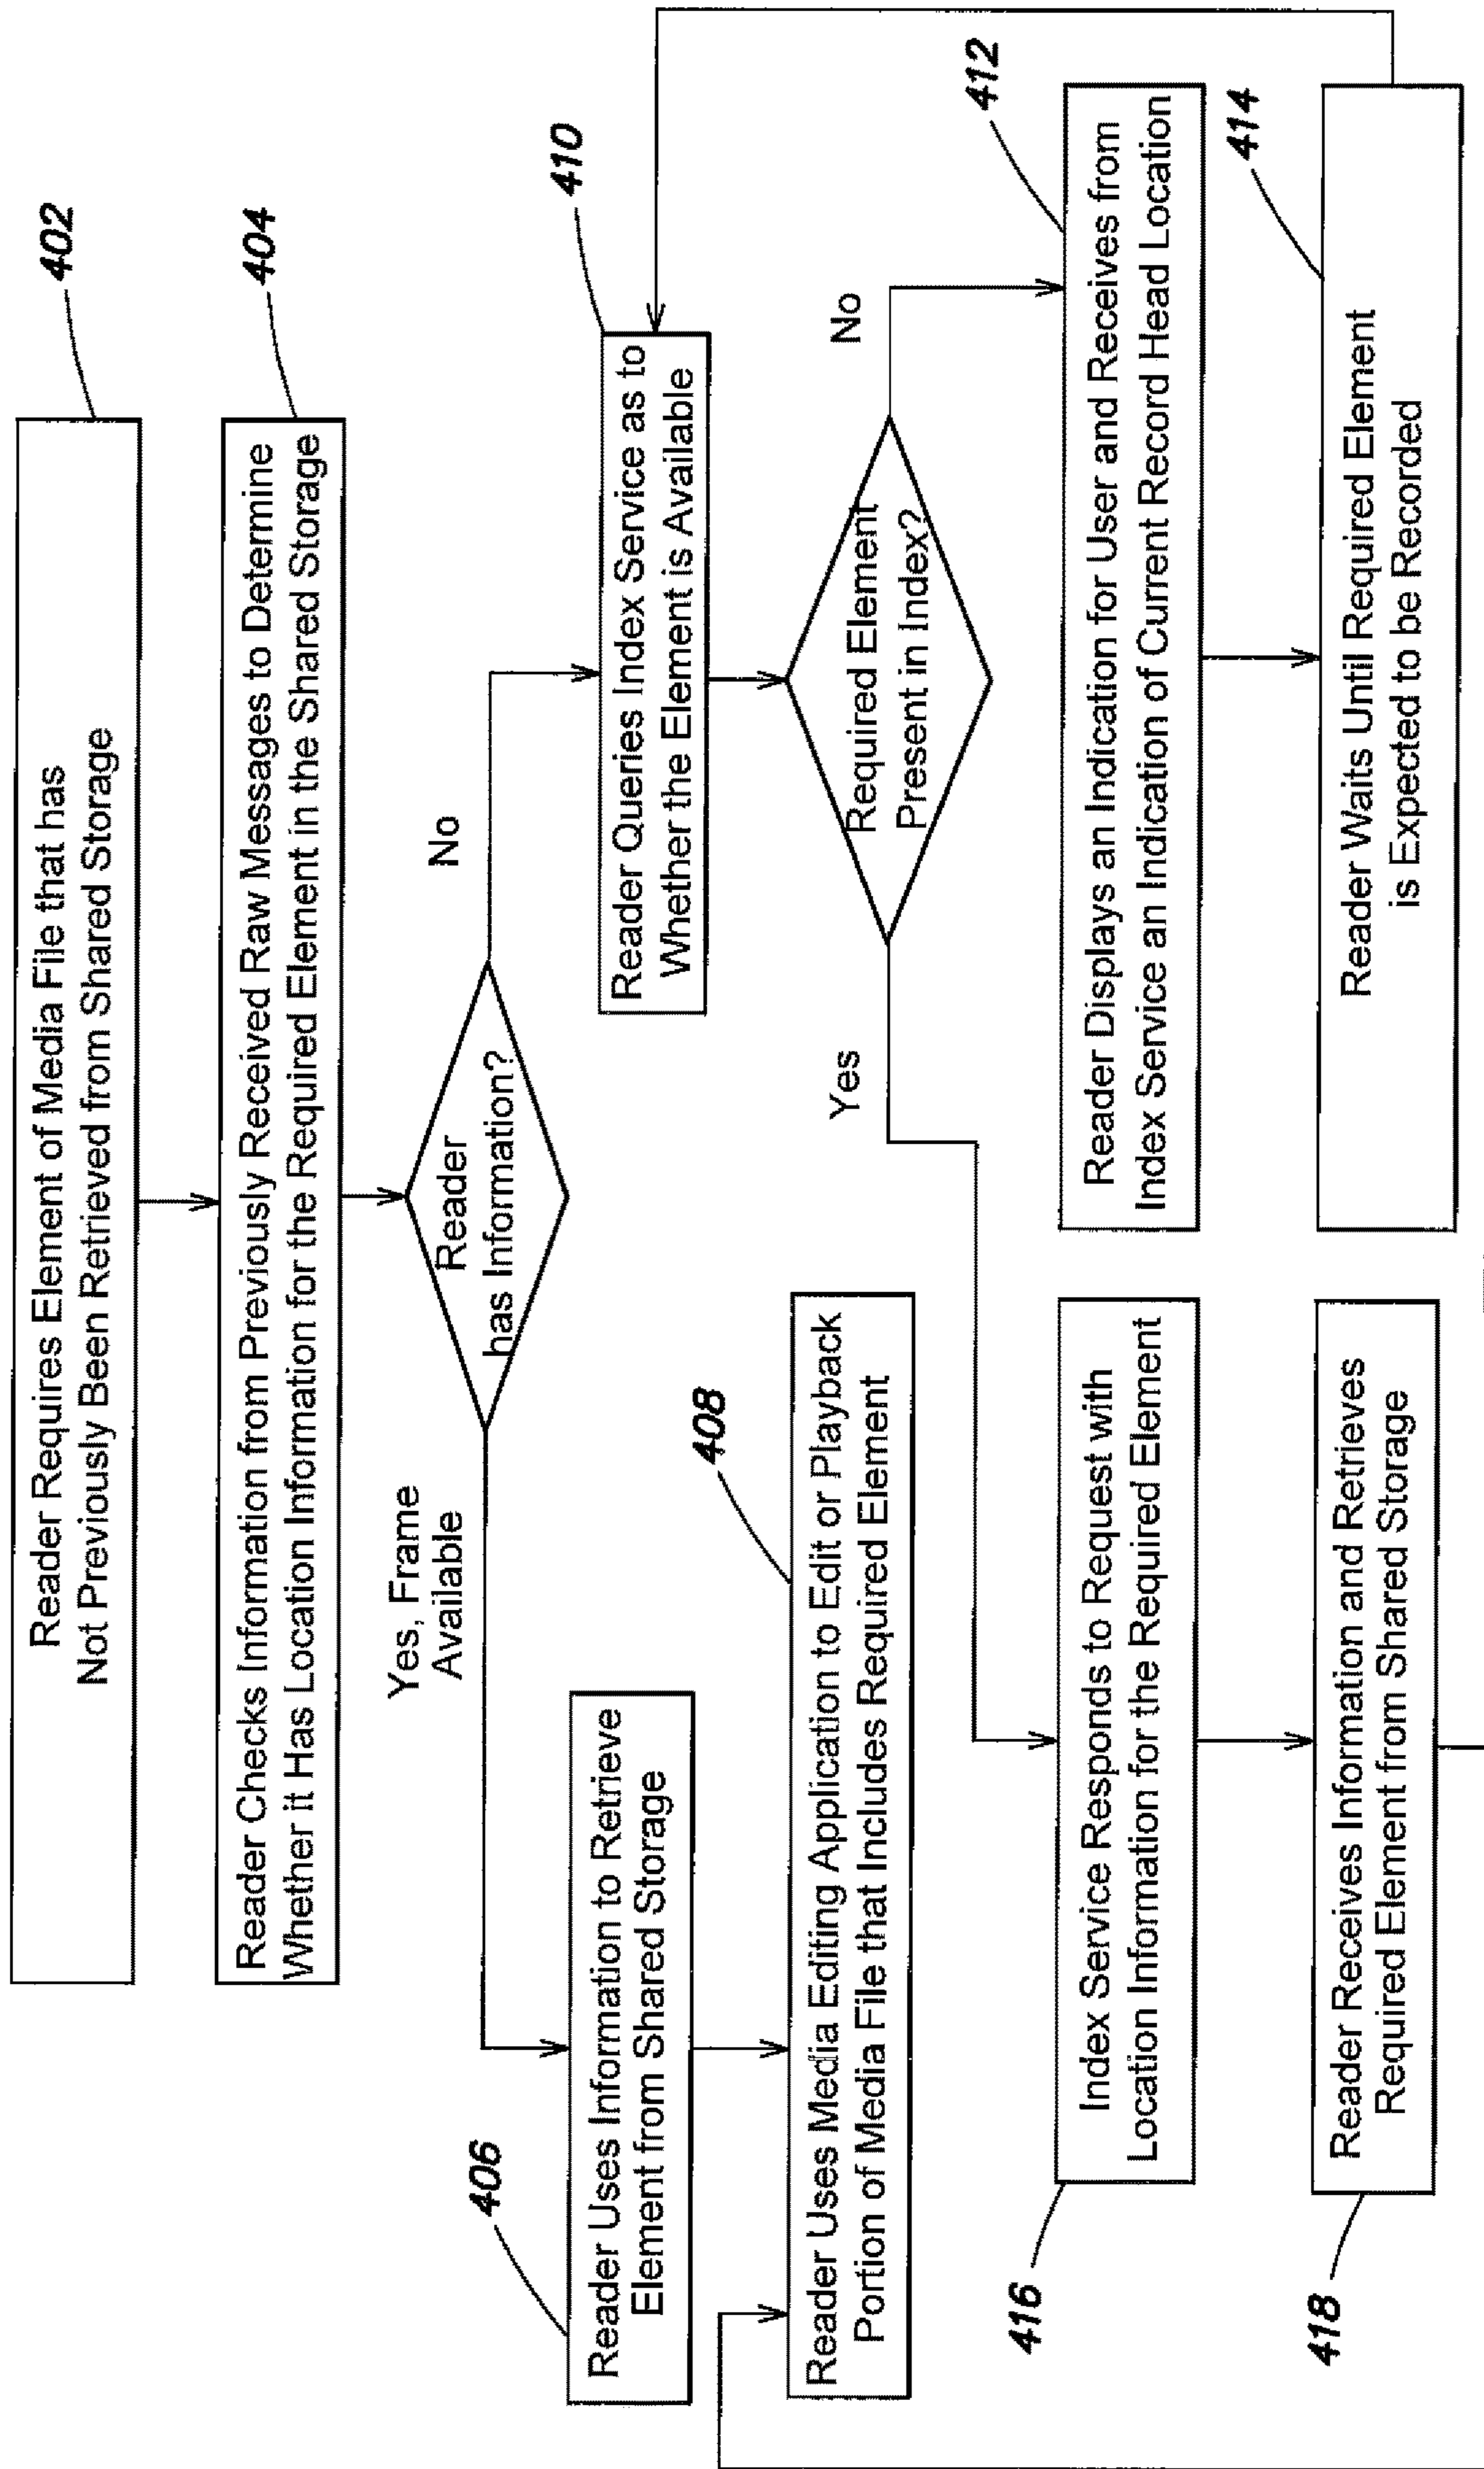 402
Reader Requires Element of Media File that has
Not Previously Been Retrieved from Shared Storage
404
Reader Checks Information from Previously Received Raw Messages to Determine
Whether it Has Location Information for the Required Element in the Shared Storage
Reader
has Information?
Yes, Frame
Available
No
406
Reader Uses Information to Retrieve
Element from Shared Storage
408
Reader Uses Media Editing Application to Edit or Playback
Portion of Media File that Includes Required Element
410
Reader Queries Index Service as to
Whether the Element is Available
Required Element
Present in Index?
Yes
No
412
Reader Displays an Indication for User and Receives from
Index Service an Indication of Current Record Head Location
414
Reader Waits Until Required Element
is Expected to be Recorded
416
Index Service Responds to Request with
Location Information for the Required Element
418
Reader Receives Information and Retrieves
Required Element from Shared Storage